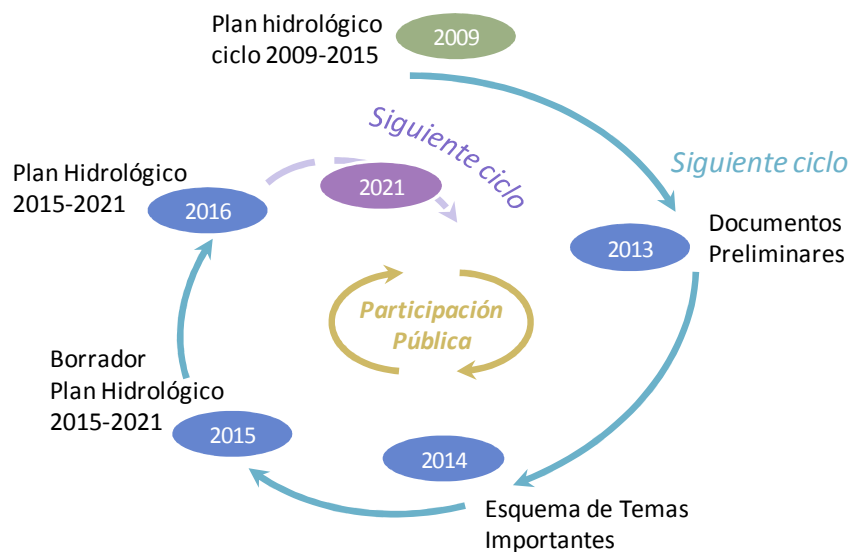 Plan hidrológico
ciclo 2009-2015
2009
Siguiente ciclo
Siguiente ciclo
Plan Hidrológico
2015-2021
2016
2021
2013
Documentos
Preliminares
Participación
Pública
Borrador
Plan Hidrológico
2015-2021
2015
2014
Esquema de Temas
Importantes